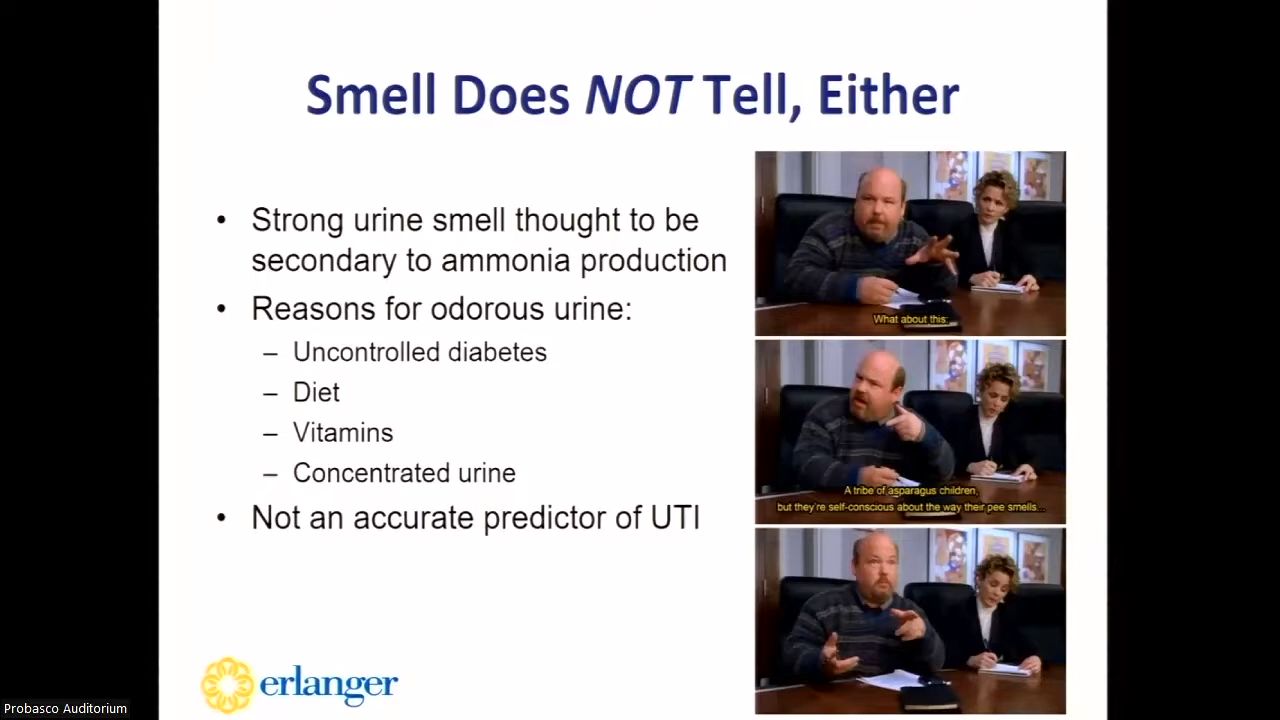 Smell Does NOT Tell, Either
• Strong urine smell thought to be
secondary to ammonia production
• Reasons for odorous urine:
– Uncontrolled diabetes
– Diet
– Vitamins
– Concentrated urine
• Not an accurate predictor of UTI
What about this:
A tribe of asparagus children,
but they're self-conscious about the way their pee smells...
erlanger
Probasco Auditorium